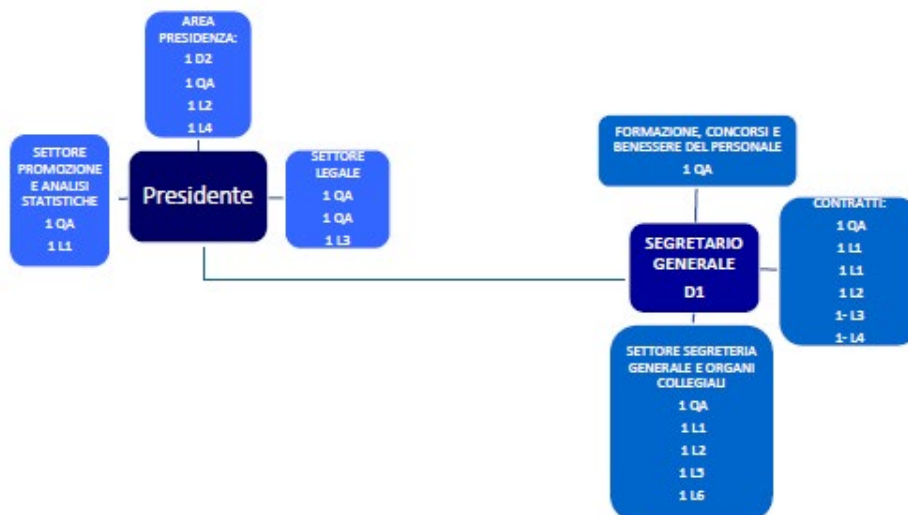 AREA
PRESIDENZA:
1 D2
1 QA
1 L2
1 L4
SETTORE
PROMOZIONE
E ANALISI
STATISTICHE
1 QA
1 L1
Presidente
SETTORE
LEGALE
1 QA
1 QA
1 L3
FORMAZIONE, CONCORSI E
BENESSERE DEL PERSONALE
1 QA
SEGRETARIO
GENERALE
D1
CONTRATTI:
1 QA
1 L1
1 L1
1 L2
1- L3
1- L4
SETTORE SEGRETERIA
GENERALE E ORGANI
COLLEGIALI
1 QA
1 L1
1 L2
1 L5
1 L6